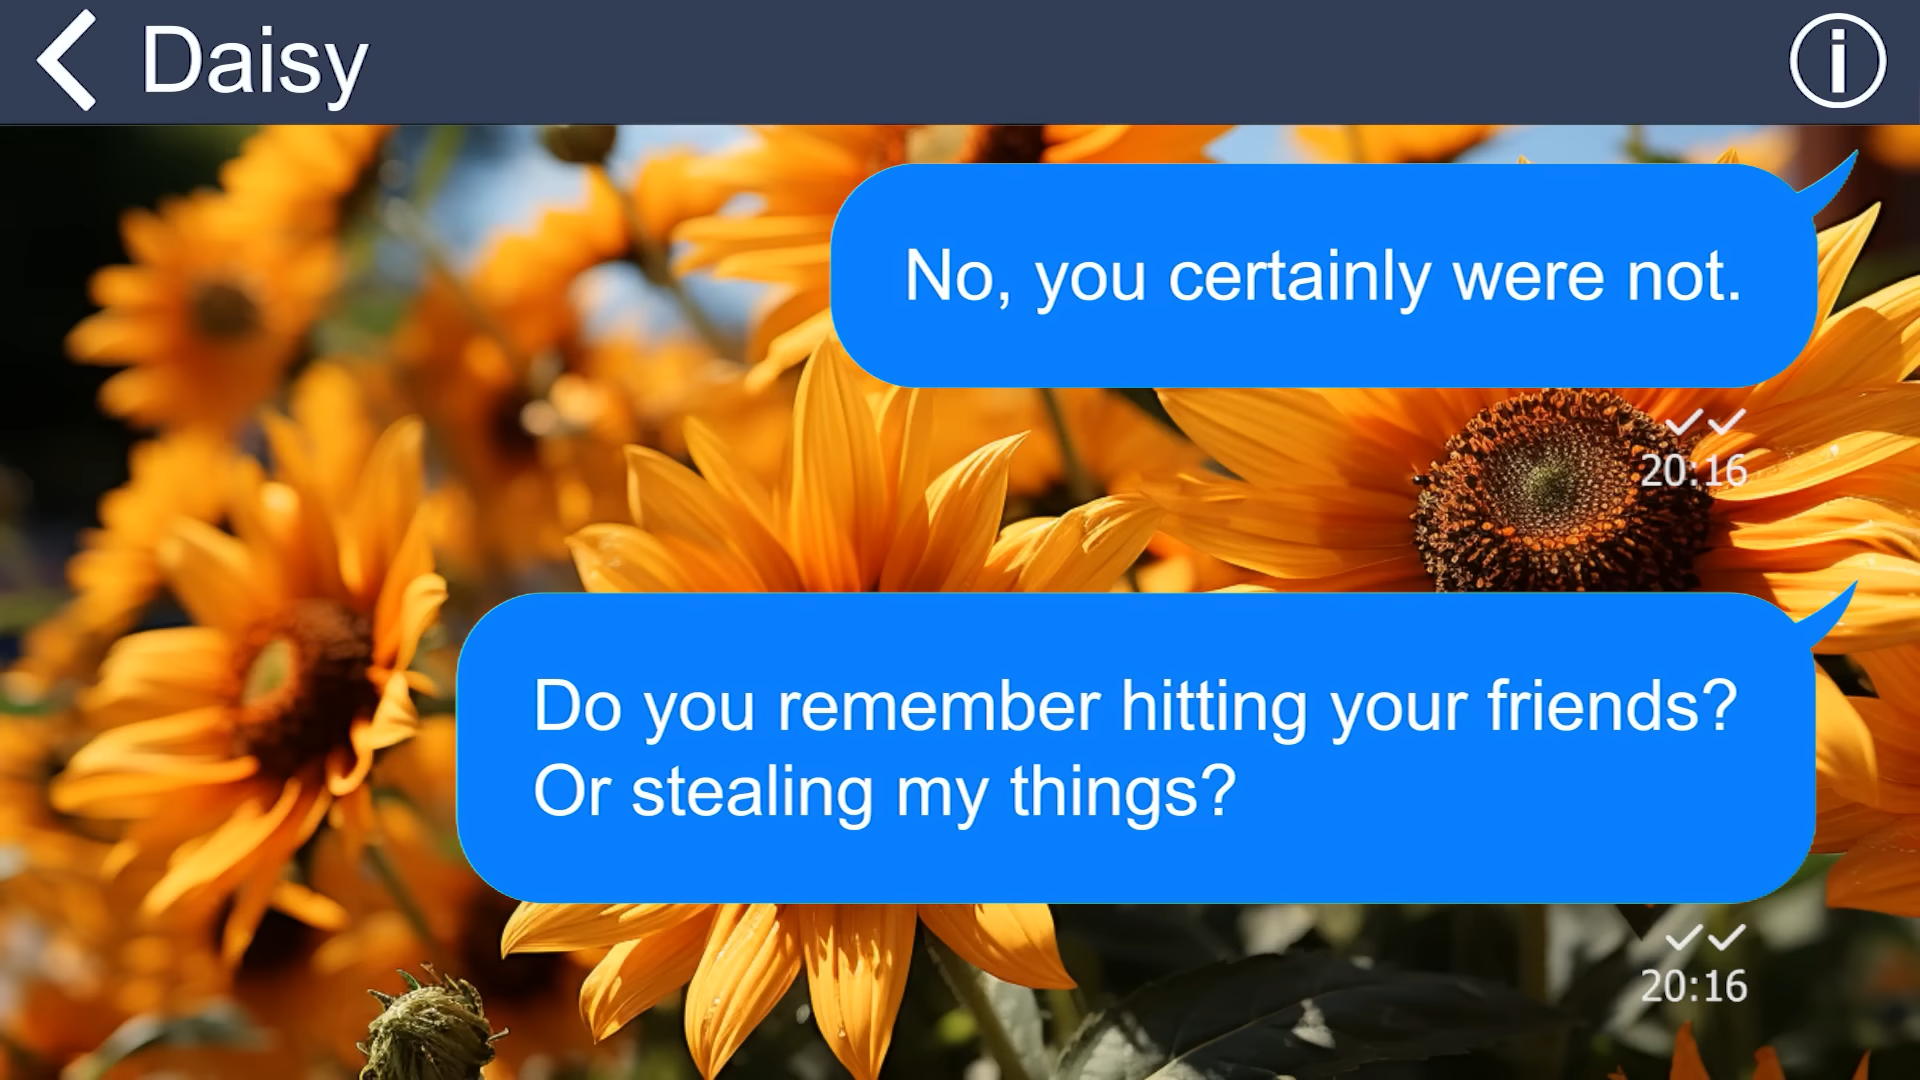 Daisy
No, you certainly were not.
20:16
Do you remember hitting your friends?
Or stealing my things?
20:16